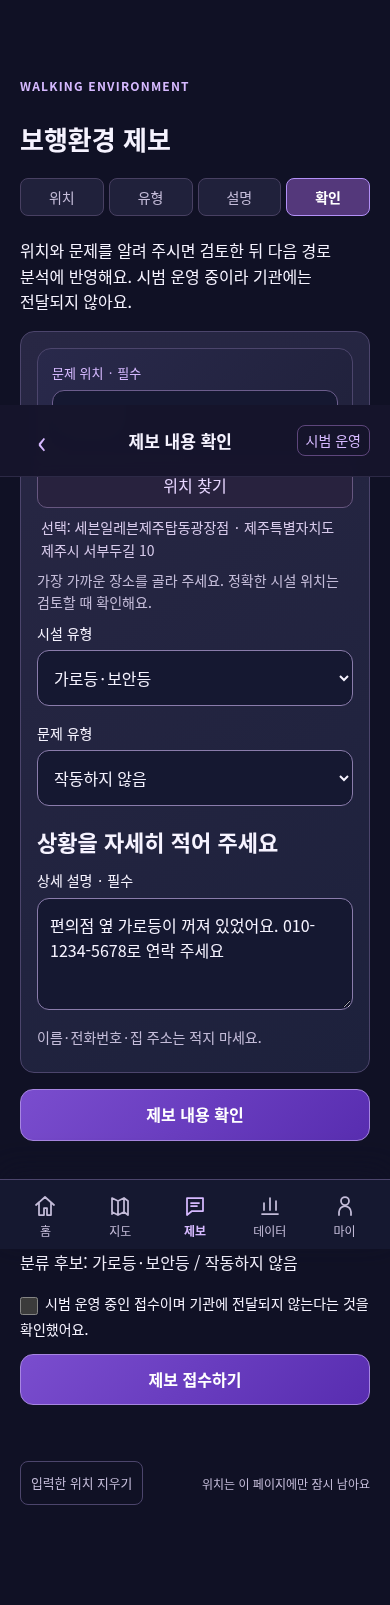 WALKING ENVIRONMENT
보행환경 제보
위치
유형
설명
확인
위치와 문제를 알려 주시면 검토한 뒤 다음 경로
분석에 반영해요. 시범 운영 중이라 기관에는
전달되지 않아요.
문제 위치 · 필수
‹
제보 내용 확인
시범 운영
위치 찾기
선택: 세븐일레븐제주탑동광장점 · 제주특별자치도
제주시 서부두길 10
가장 가까운 장소를 골라 주세요. 정확한 시설 위치는
검토할 때 확인해요.
시설 유형
가로등·보안등
문제 유형
작동하지 않음
상황을 자세히 적어 주세요
상세 설명 · 필수
편의점 옆 가로등이 꺼져 있었어요. 010-
1234-5678로 연락 주세요
이름·전화번호·집 주소는 적지 마세요.
제보 내용 확인
홈
지도
제보
데이터
마이
분류 후보: 가로등·보안등 / 작동하지 않음
시범 운영 중인 접수이며 기관에 전달되지 않는다는 것을
확인했어요.
제보 접수하기
입력한 위치 지우기
위치는 이 페이지에만 잠시 남아요